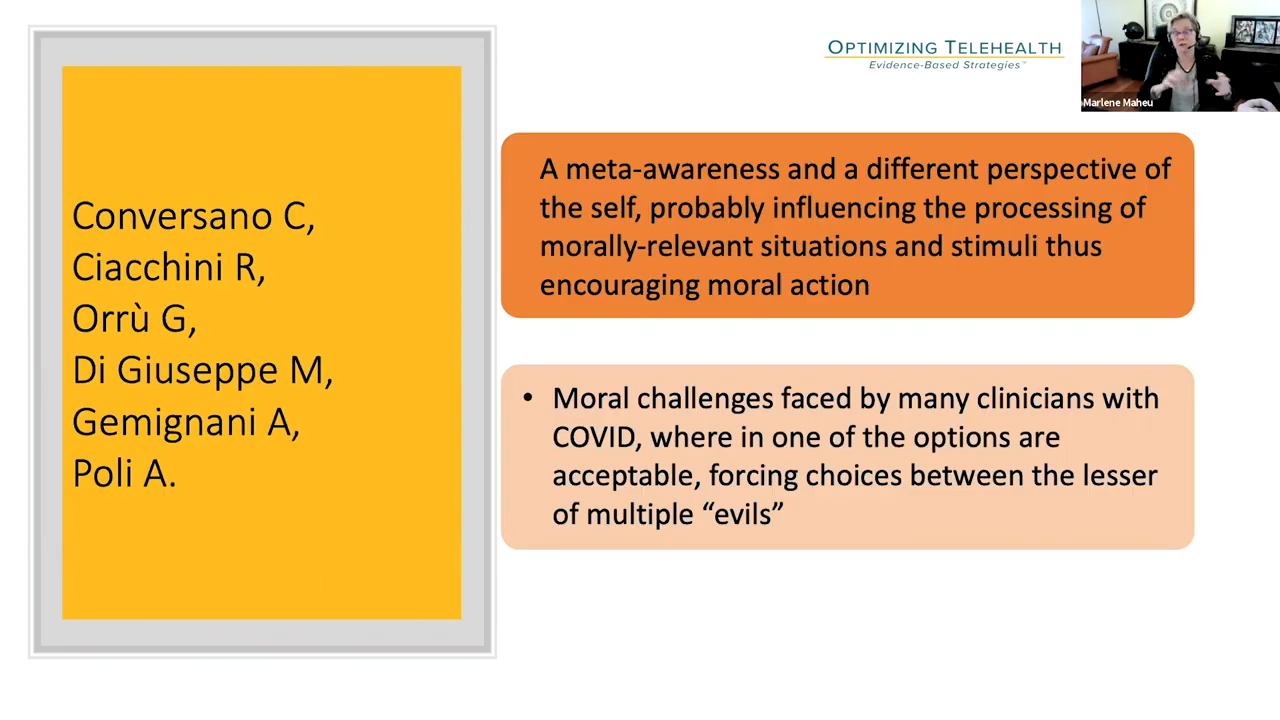 OPTIMIZING TELEHEALTH
Evidence-Based Strategies™
Marlene Maheu
Conversano C,
Ciacchini R,
Orrù G,
Di Giuseppe M,
Gemignani A,
Poli A.
A meta-awareness and a different perspective of
the self, probably influencing the processing of
morally-relevant situations and stimuli thus
encouraging moral action
• Moral challenges faced by many clinicians with
COVID, where in one of the options are
acceptable, forcing choices between the lesser
of multiple “evils”